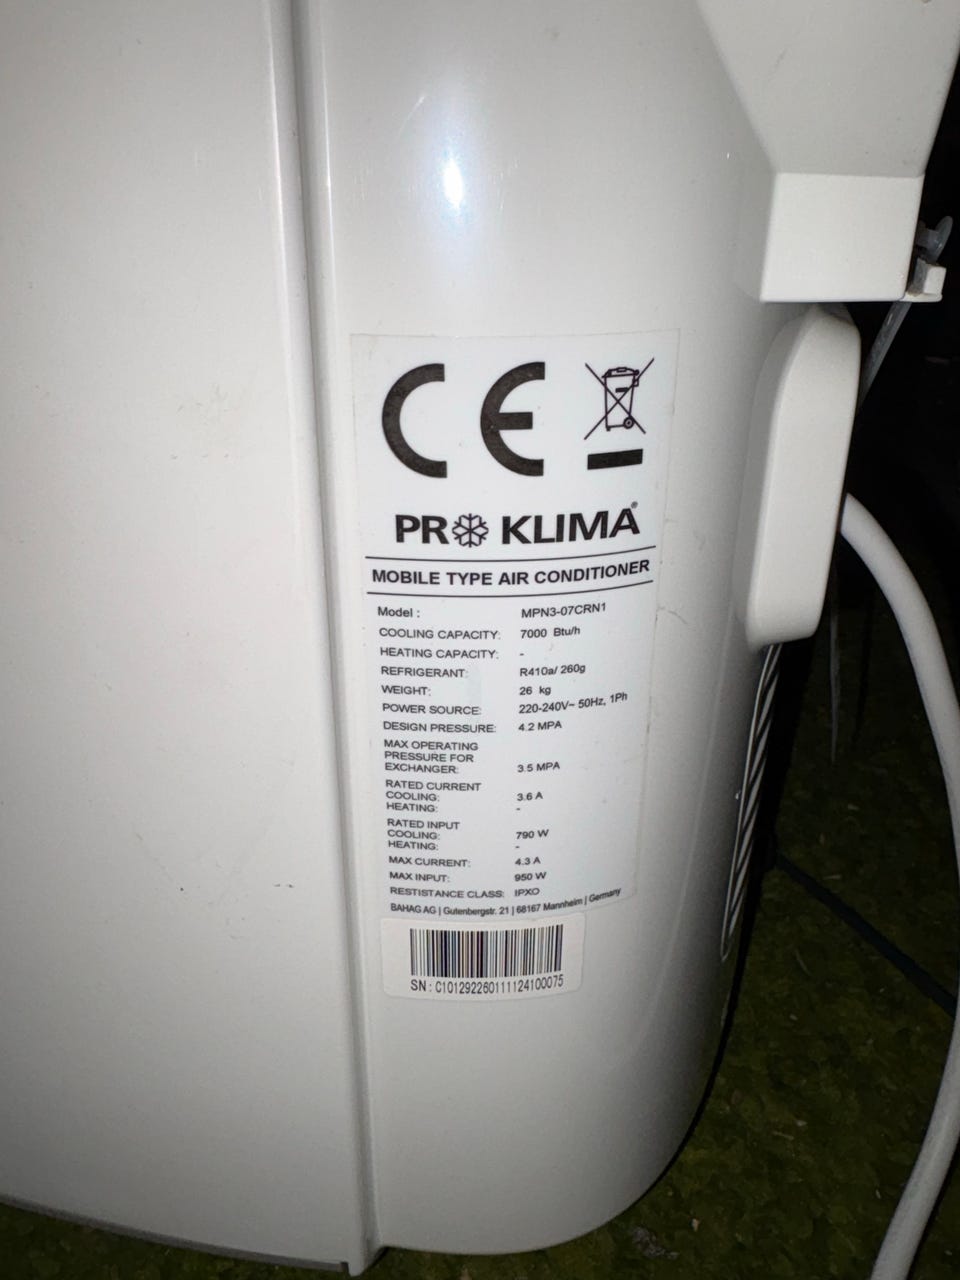 CE
PRO KLIMA®
MOBILE TYPE AIR CONDITIONER
Model : MPN3-07CRN1
COOLING CAPACITY: 7000 Btu/h
HEATING CAPACITY: -
REFRIGERANT: R410a/ 260g
WEIGHT: 26 kg
POWER SOURCE: 220-240V~ 50Hz, 1Ph
DESIGN PRESSURE: 4.2 MPA
MAX OPERATING
PRESSURE FOR
EXCHANGER: 3.5 MPA
RATED CURRENT
COOLING: 3.6 A
HEATING: -
RATED INPUT
COOLING: 790 W
HEATING: -
MAX CURRENT: 4.3 A
MAX INPUT: 950 W
RESTISTANCE CLASS: IPXO
BAHAG AG | Gutenbergstr. 21 | 68167 Mannheim | Germany
SN : C101292260111124100075